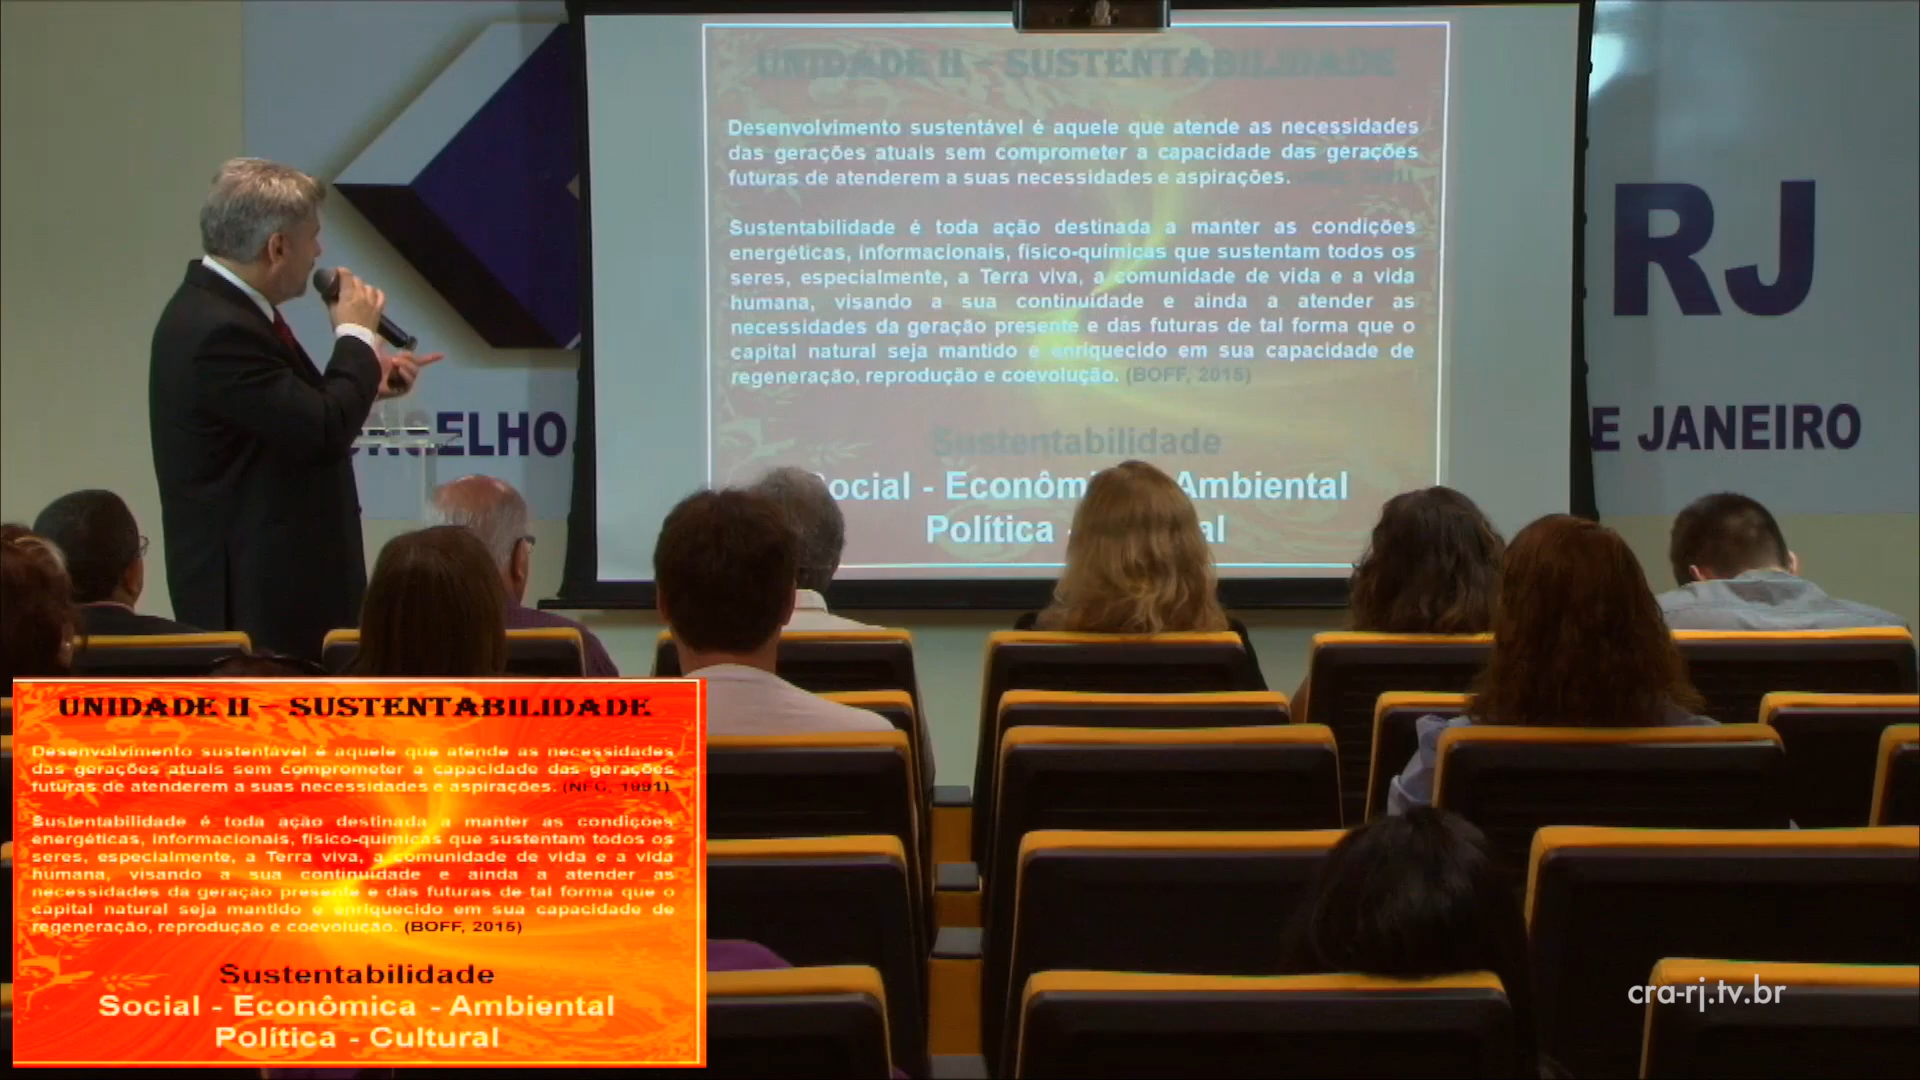 UNIDADE II - SUSTENTABILIDADE
Desenvolvimento sustentável é aquele que atende as necessidades
das gerações atuais sem comprometer a capacidade das gerações
futuras de atenderem a suas necessidades e aspirações.
Sustentabilidade é toda ação destinada a manter as condições
energéticas, informacionais, físico-químicas que sustentam todos os
seres, especialmente, a Terra viva, a comunidade de vida e a vida
humana, visando a sua continuidade e ainda a atender as
necessidades da geração presente e das futuras de tal forma que o
capital natural seja mantido e enriquecido em sua capacidade de
regeneração, reprodução e coevolução. (BOFF, 2015)
Sustentabilidade
Social - Econôm Ambiental
Política - al
RJ
ONSELHO
E JANEIRO
UNIDADE II - SUSTENTABILIDADE
Desenvolvimento sustentável é aquele que atende as necessidades
das gerações atuais sem comprometer a capacidade das gerações
futuras de atenderem a suas necessidades e aspirações. (NFC, 1991)
Sustentabilidade é toda ação destinada a manter as condições
energéticas, informacionais, físico-químicas que sustentam todos os
seres, especialmente, a Terra viva, a comunidade de vida e a vida
humana, visando a sua continuidade e ainda a atender as
necessidades da geração presente e das futuras de tal forma que o
capital natural seja mantido e enriquecido em sua capacidade de
regeneração, reprodução e coevolução. (BOFF, 2015)
Sustentabilidade
Social - Econômica - Ambiental
Política - Cultural
cra-rj.tv.br